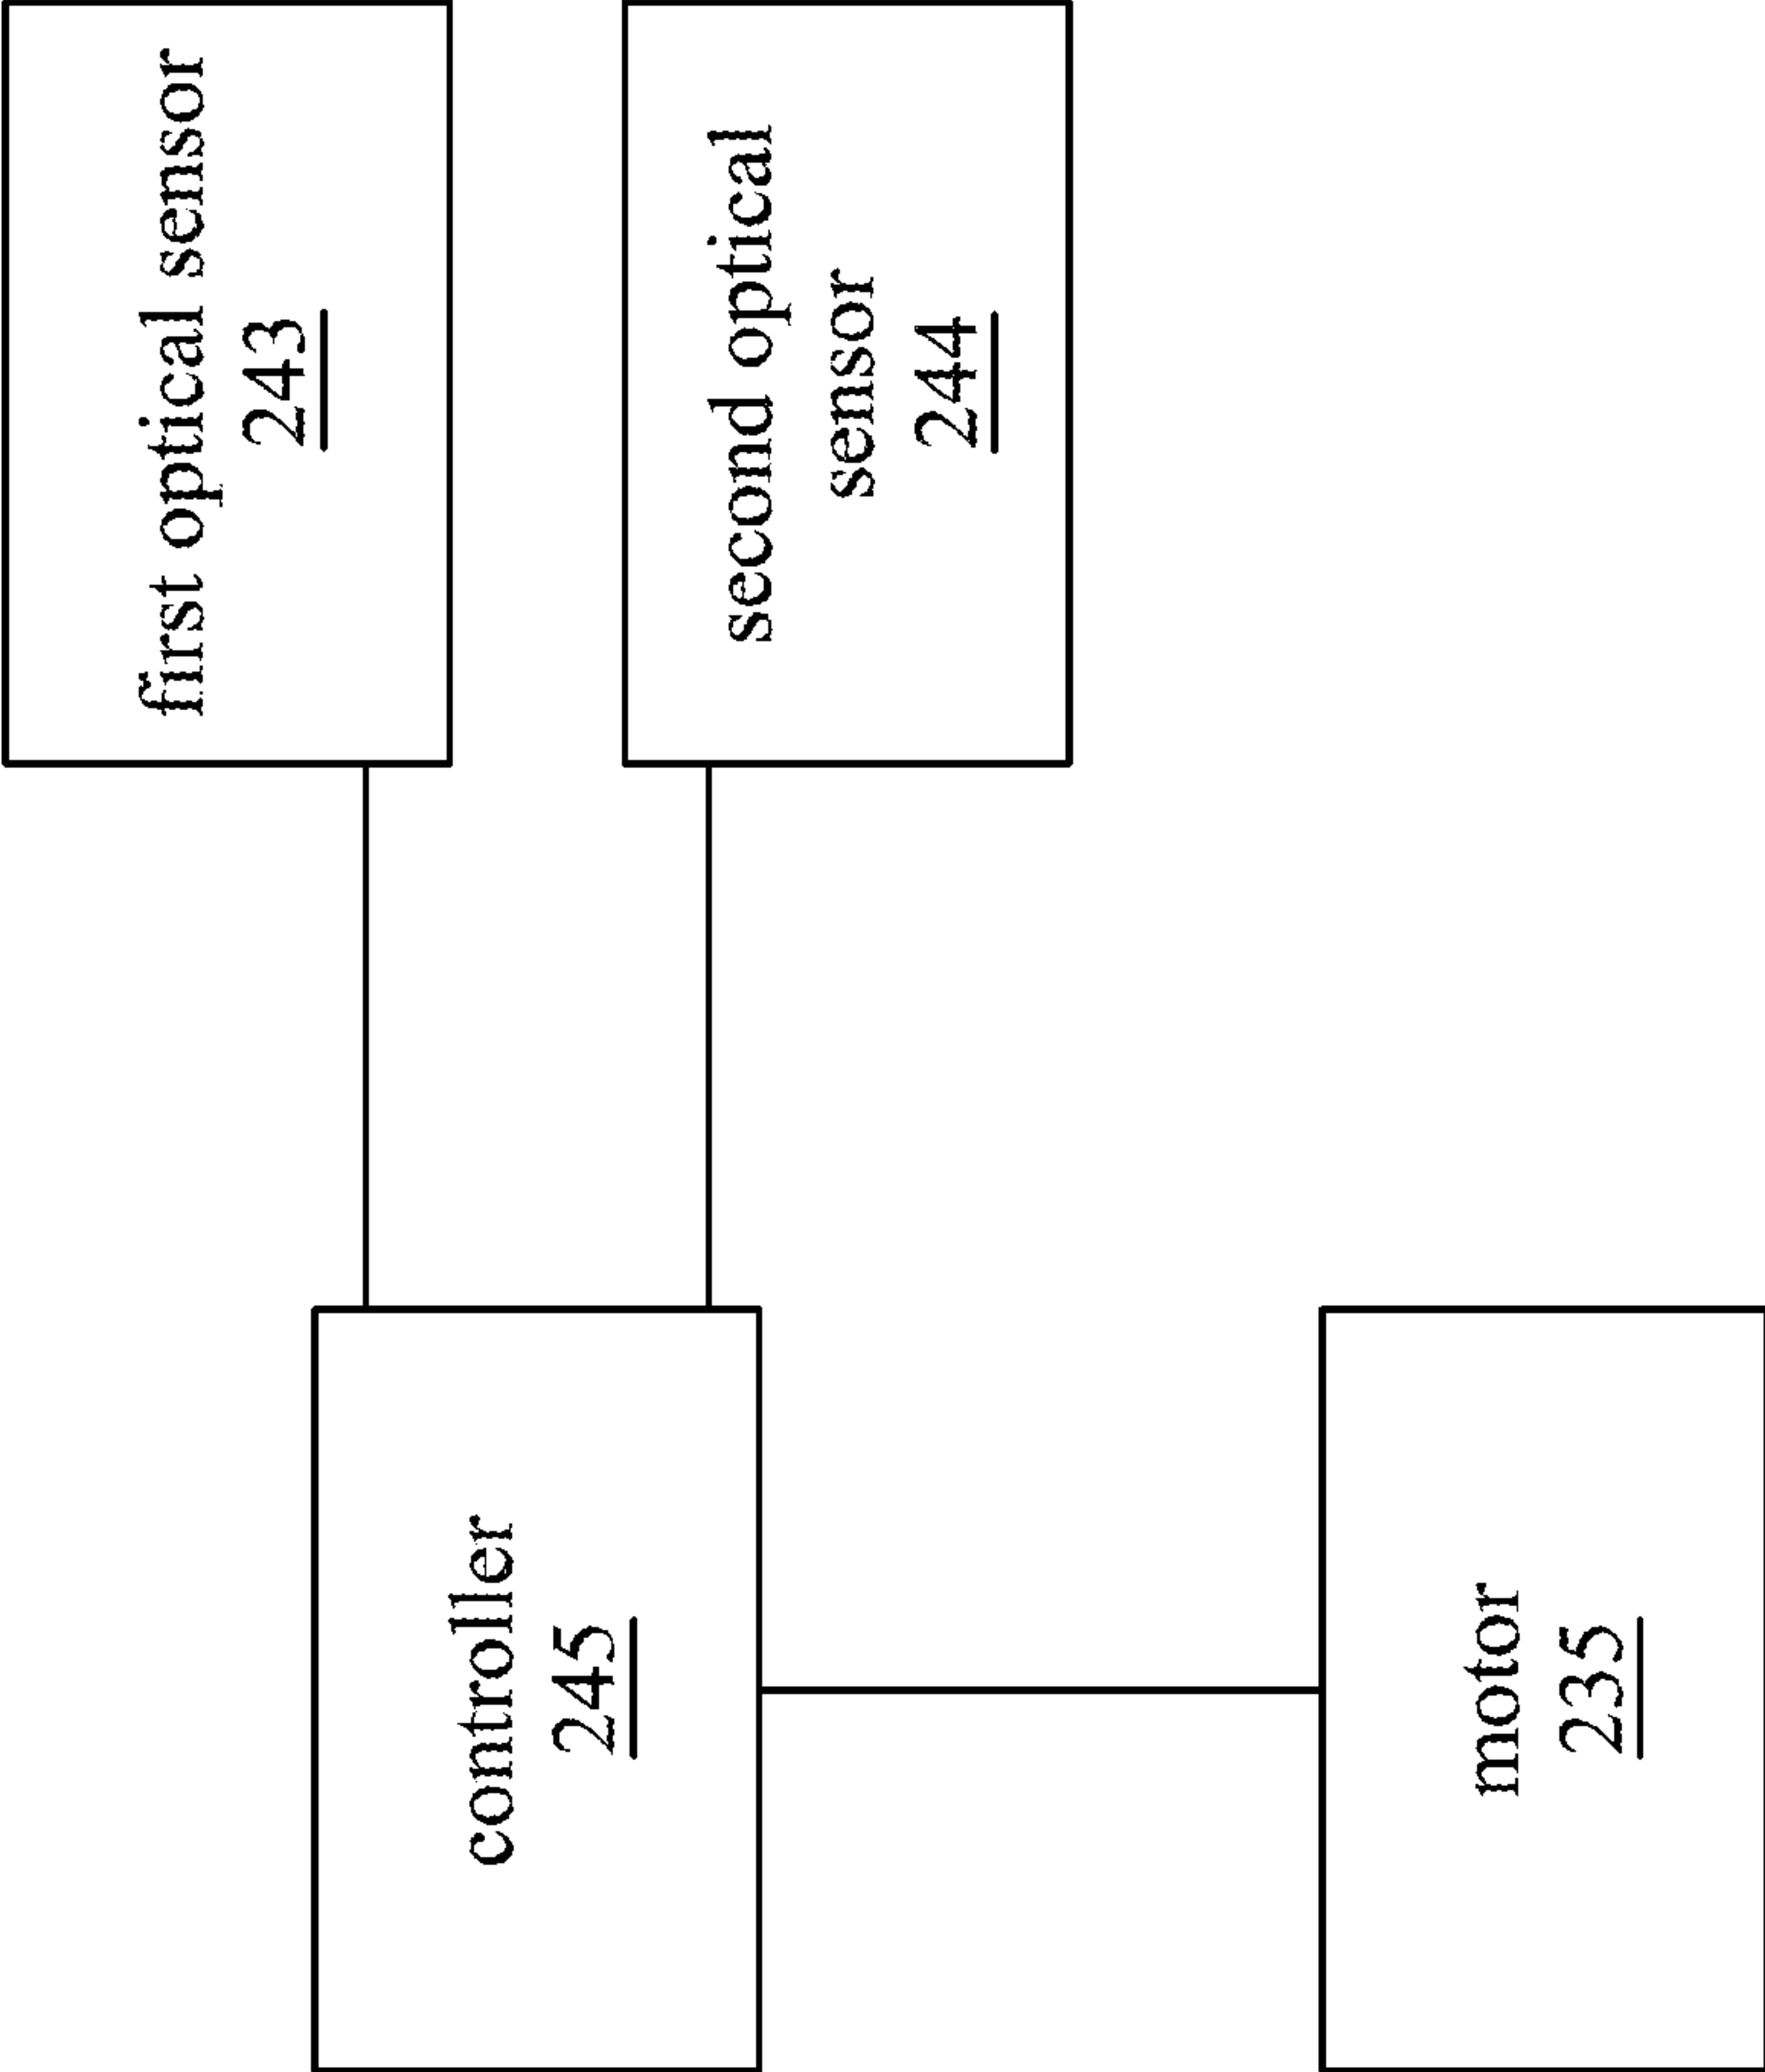 first optical sensor
243
second optical
sensor
244
controller
245
motor
235